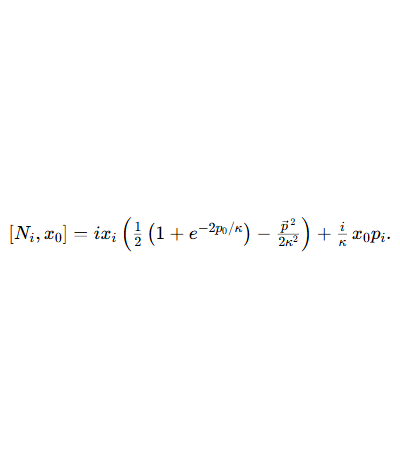 $[N_i, x_0] = i x_i \left( \frac{1}{2} \left( 1 + e^{-2p_0/\kappa} \right) - \frac{\vec{p}^{\,2}}{2\kappa^2} \right) + \frac{i}{\kappa} x_0 p_i.$